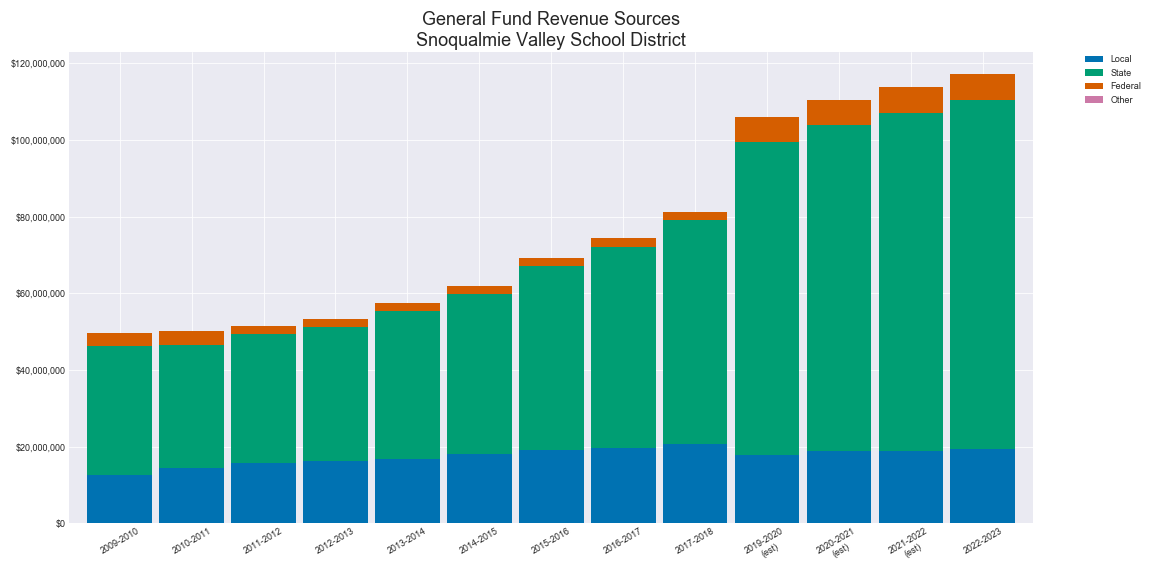 General Fund Revenue Sources
Snoqualmie Valley School District
$120,000,000
$100,000,000
$80,000,000
$60,000,000
$40,000,000
$20,000,000
$0
2009-2010
2010-2011
2011-2012
2012-2013
2013-2014
2014-2015
2015-2016
2016-2017
2017-2018
2019-2020
(est)
2020-2021
(est)
2021-2022
(est)
2022-2023
Local
State
Federal
Other